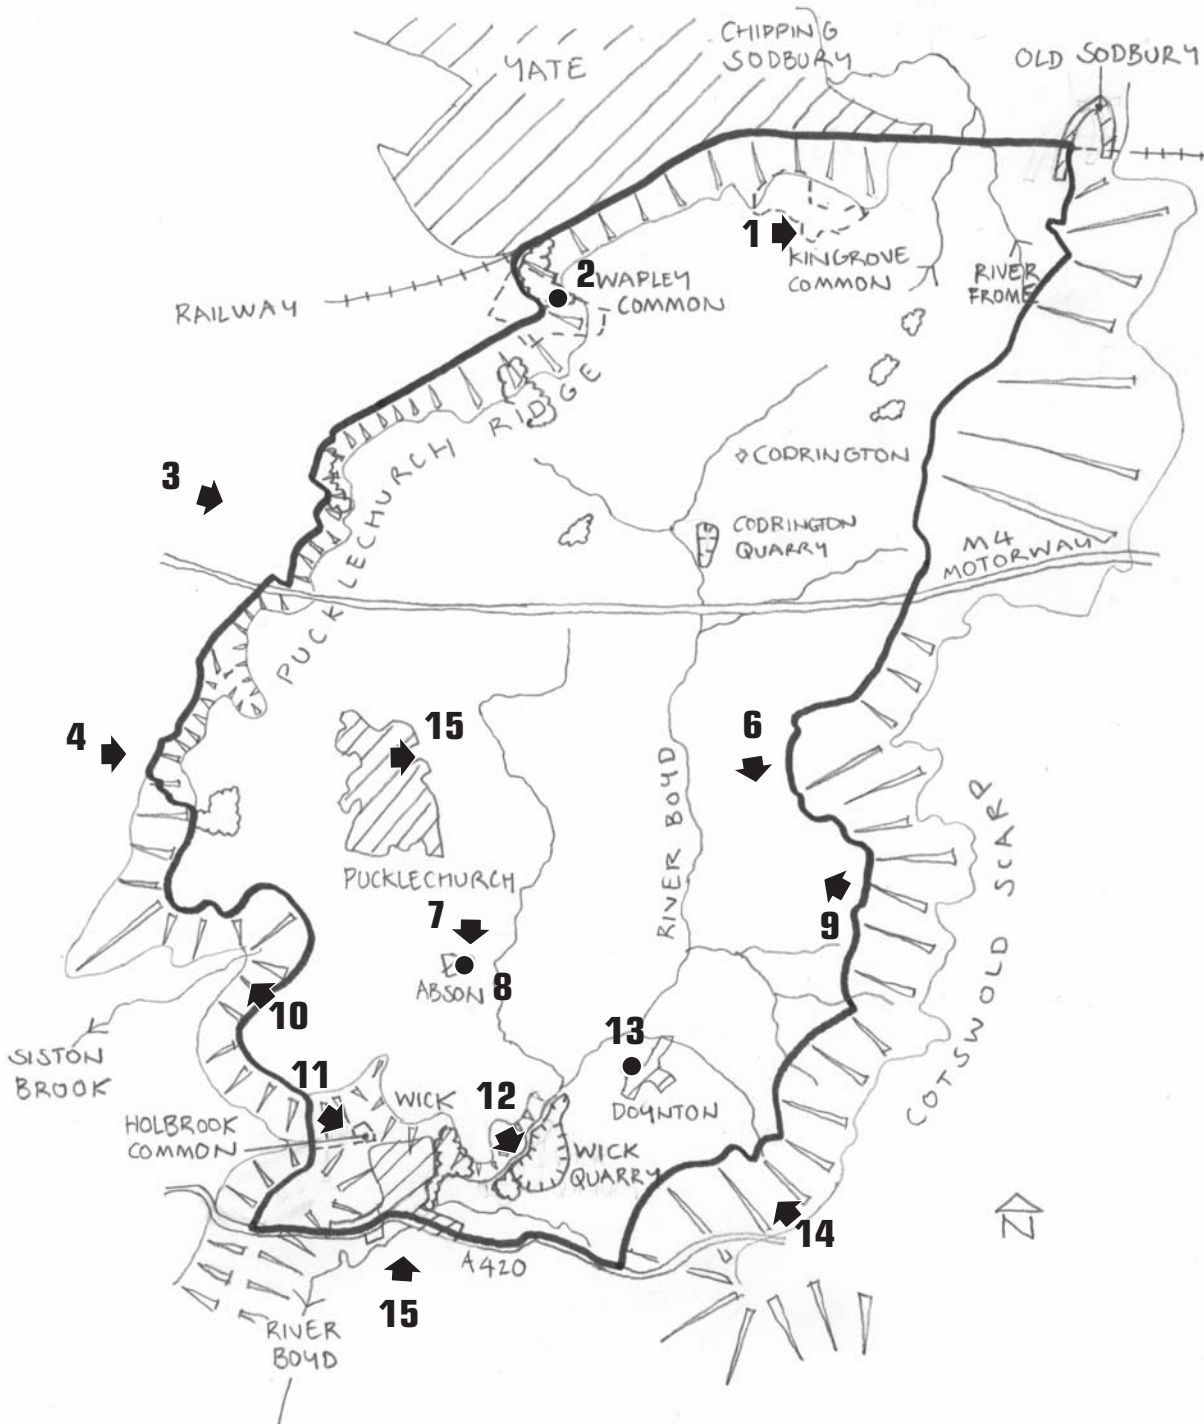 YATE
CHIPPING
SODBURY
OLD SODBURY
1
KINGROVE
COMMON
RIVER
FROME
2
WAPLEY
COMMON
RAILWAY
PUCKLECHURCH RIDGE
3
CODRINGTON
CODRINGTON
QUARRY
M4
MOTORWAY
4
15
6
RIVER BOYD
COTSWOLD SCARP
PUCKLECHURCH
7
9
ABSON
8
10
13
SISTON
BROOK
11
WICK
12
DOYNTON
HOLBROOK
COMMON
WICK
QUARRY
14
A420
15
RIVER
BOYD
N